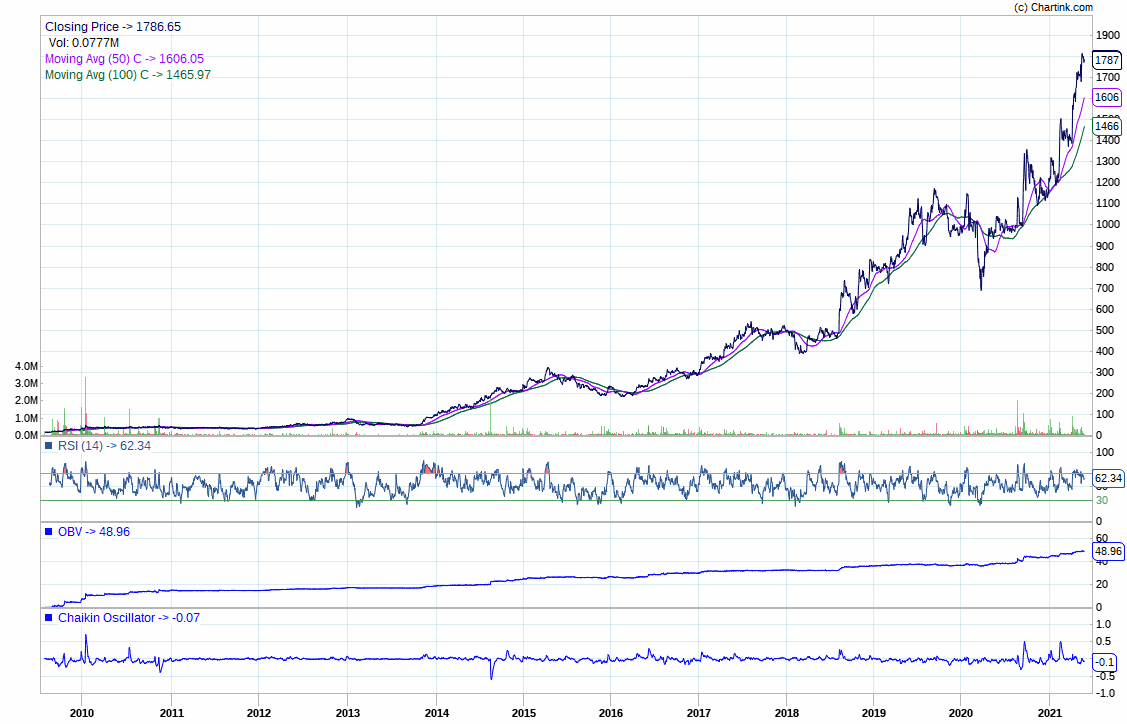 (c) Chartink.com
Closing Price -> 1786.65
Vol: 0.0777M
Moving Avg (50) C -> 1606.05
Moving Avg (100) C -> 1465.97
1900
1787
1700
1606
1466
1400
1300
1200
1100
1000
900
800
700
600
500
400
300
200
100
0
4.0M
3.0M
2.0M
1.0M
0.0M
RSI (14) -> 62.34
100
62.34
30
0
OBV -> 48.96
60
48.96
40
20
0
Chaikin Oscillator -> -0.07
1.0
0.5
-0.1
-0.5
-1.0
2010 2011 2012 2013 2014 2015 2016 2017 2018 2019 2020 2021